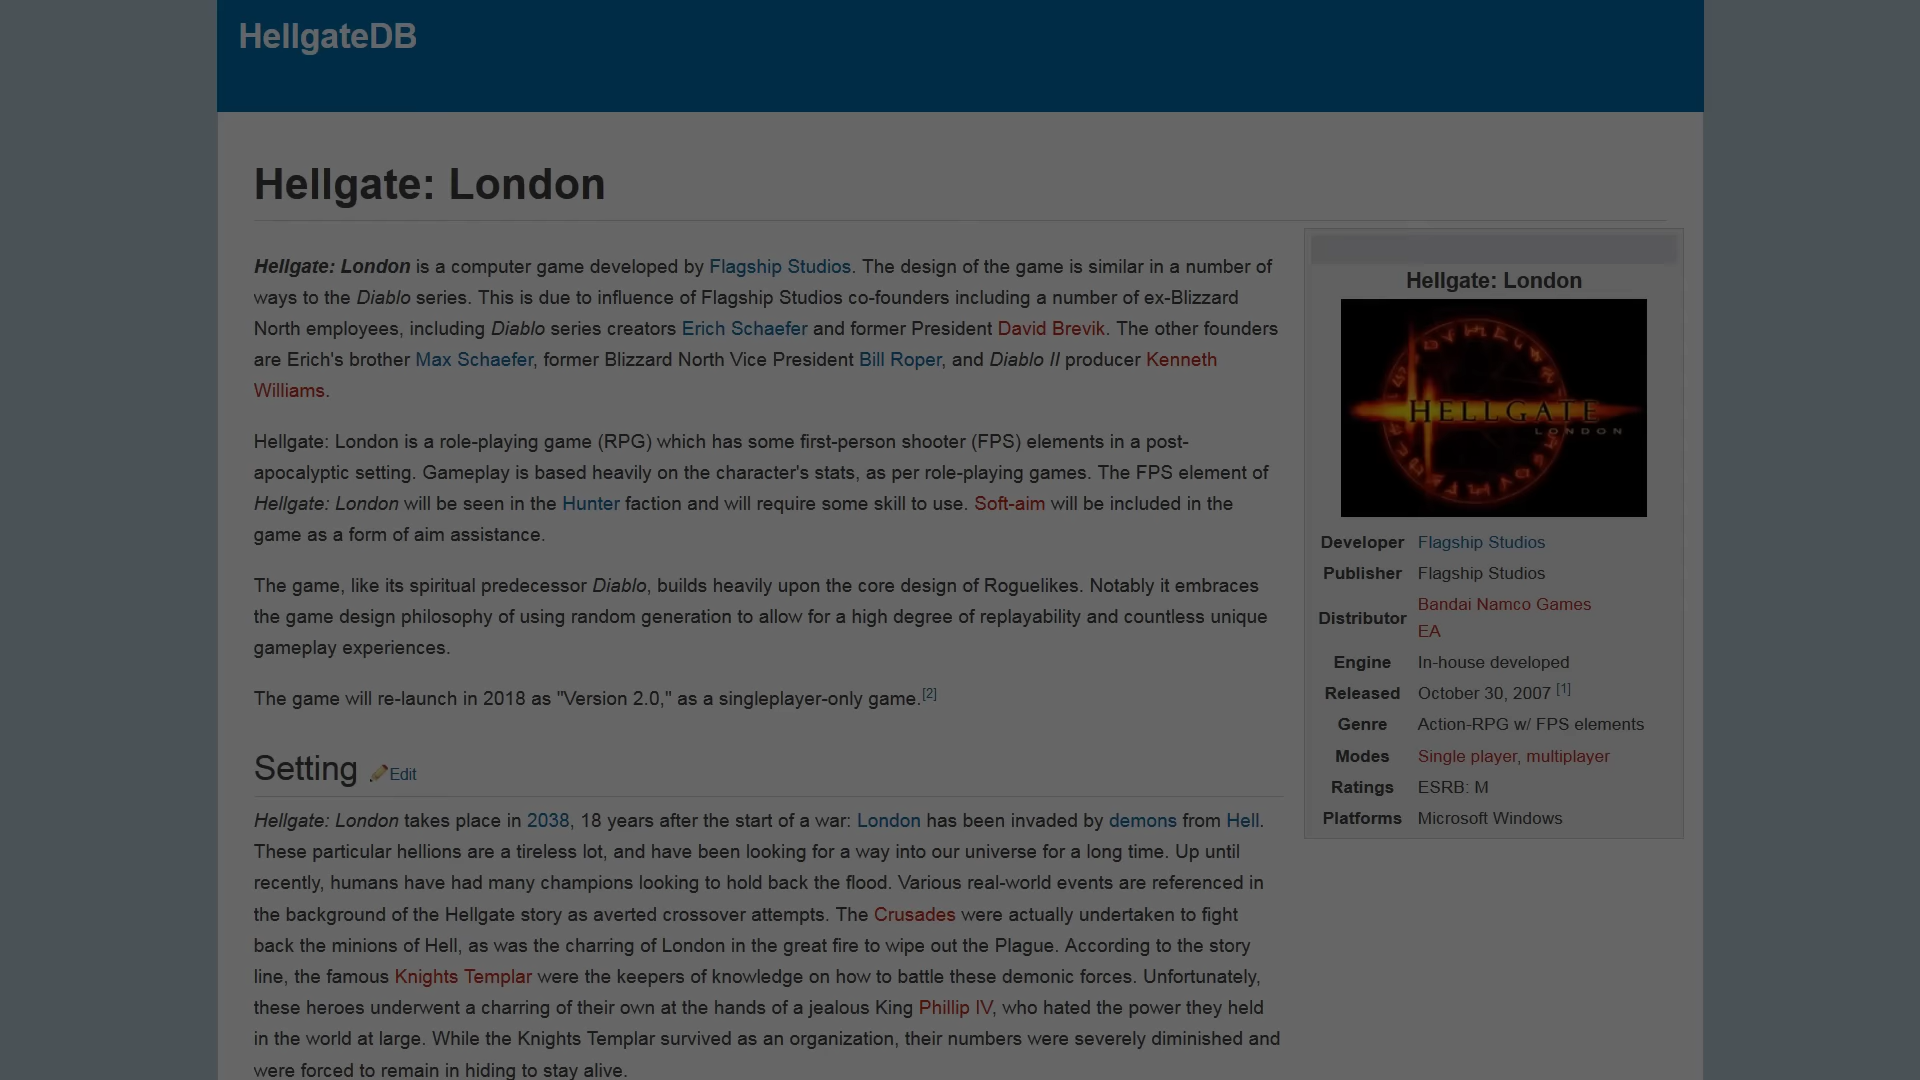 HellgateDB
Hellgate: London
Hellgate: London is a computer game developed by Flagship Studios. The design of the game is similar in a number of
ways to the Diablo series. This is due to influence of Flagship Studios co-founders including a number of ex-Blizzard
North employees, including Diablo series creators Erich Schaefer and former President David Brevik. The other founders
are Erich's brother Max Schaefer, former Blizzard North Vice President Bill Roper, and Diablo II producer Kenneth
Williams.
Hellgate: London is a role-playing game (RPG) which has some first-person shooter (FPS) elements in a post-
apocalyptic setting. Gameplay is based heavily on the character's stats, as per role-playing games. The FPS element of
Hellgate: London will be seen in the Hunter faction and will require some skill to use. Soft-aim will be included in the
game as a form of aim assistance.
The game, like its spiritual predecessor Diablo, builds heavily upon the core design of Roguelikes. Notably it embraces
the game design philosophy of using random generation to allow for a high degree of replayability and countless unique
gameplay experiences.
The game will re-launch in 2018 as "Version 2.0," as a singleplayer-only game.[2]
Setting Edit
Hellgate: London takes place in 2038, 18 years after the start of a war: London has been invaded by demons from Hell.
These particular hellions are a tireless lot, and have been looking for a way into our universe for a long time. Up until
recently, humans have had many champions looking to hold back the flood. Various real-world events are referenced in
the background of the Hellgate story as averted crossover attempts. The Crusades were actually undertaken to fight
back the minions of Hell, as was the charring of London in the great fire to wipe out the Plague. According to the story
line, the famous Knights Templar were the keepers of knowledge on how to battle these demonic forces. Unfortunately,
these heroes underwent a charring of their own at the hands of a jealous King Phillip IV, who hated the power they held
in the world at large. While the Knights Templar survived as an organization, their numbers were severely diminished and
were forced to remain in hiding to stay alive.
Hellgate: London
HELLGATE
LONDON
Developer Flagship Studios
Publisher Flagship Studios
Distributor Bandai Namco Games
EA
Engine In-house developed
Released October 30, 2007 [1]
Genre Action-RPG w/ FPS elements
Modes Single player, multiplayer
Ratings ESRB: M
Platforms Microsoft Windows